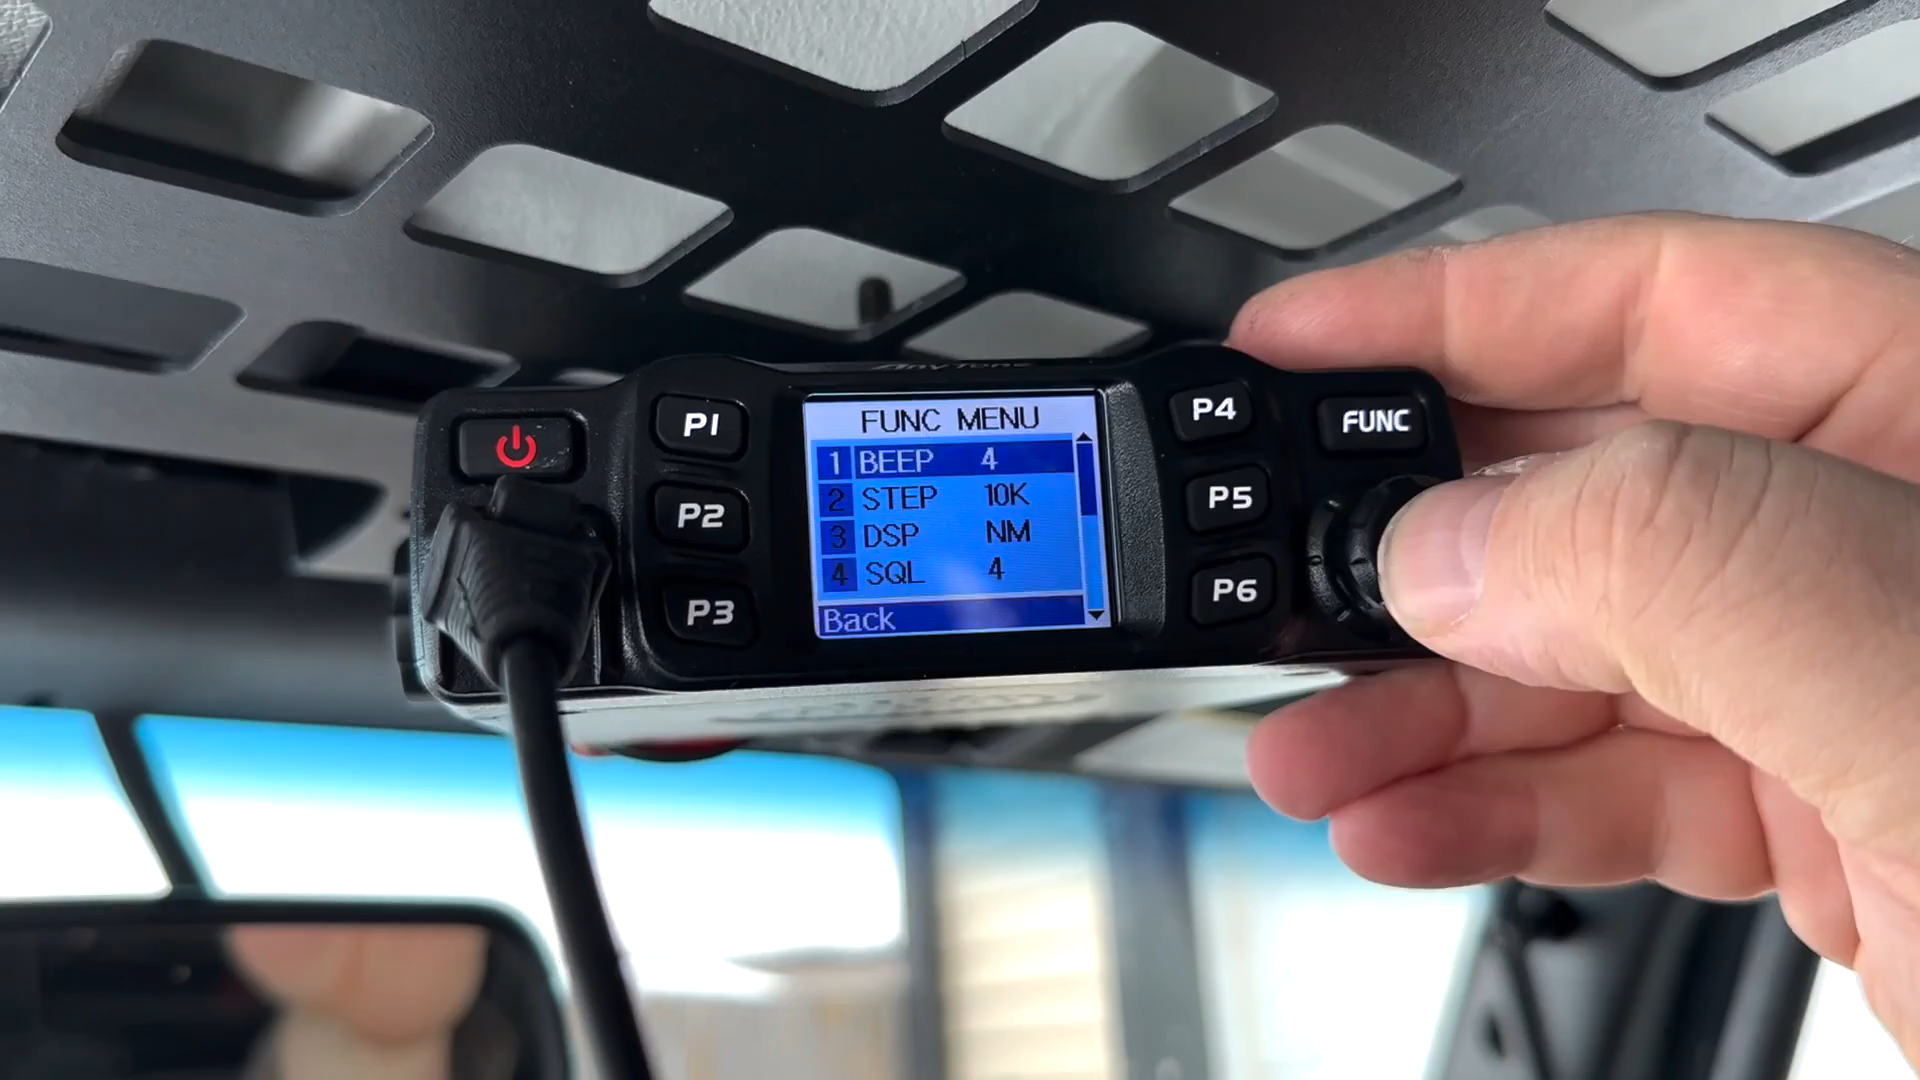 AnyTone
FUNC MENU
1 BEEP 4
2 STEP 10K
3 DSP NM
4 SQL 4
Back
P1
P2
P3
P4
P5
P6
FUNC